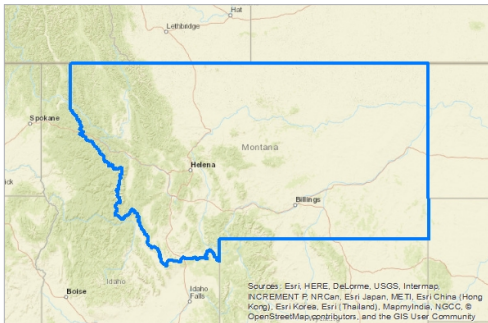 Hat
Lethbridge
Spokane
Montana
Helena
Billings
Idaho
Boise
Idaho
Falls
Sources: Esri, HERE, DeLorme, USGS, Intermap,
INCREMENT P, NRCan, Esri Japan, METI, Esri China (Hong
Kong), Esri Korea, Esri (Thailand), MapmyIndia, NGCC, ©
OpenStreetMap contributors, and the GIS User Community